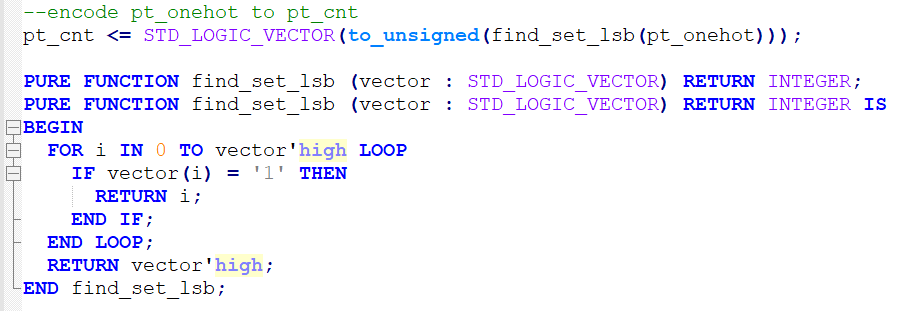 --encode pt_onehot to pt_cnt
pt_cnt <= STD_LOGIC_VECTOR(to_unsigned(find_set_lsb(pt_onehot)));

PURE FUNCTION find_set_lsb (vector : STD_LOGIC_VECTOR) RETURN INTEGER;
PURE FUNCTION find_set_lsb (vector : STD_LOGIC_VECTOR) RETURN INTEGER IS
BEGIN
  FOR i IN 0 TO vector'high LOOP
    IF vector(i) = '1' THEN
      RETURN i;
    END IF;
  END LOOP;
  RETURN vector'high;
END find_set_lsb;